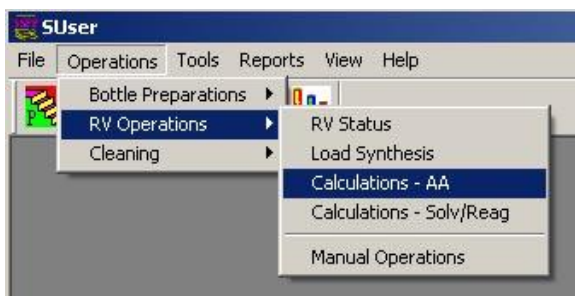 SUser
File Operations Tools Reports View Help
Bottle Preparations
RV Operations
Cleaning
RV Status
Load Synthesis
Calculations - AA
Calculations - Solv/Reag
Manual Operations